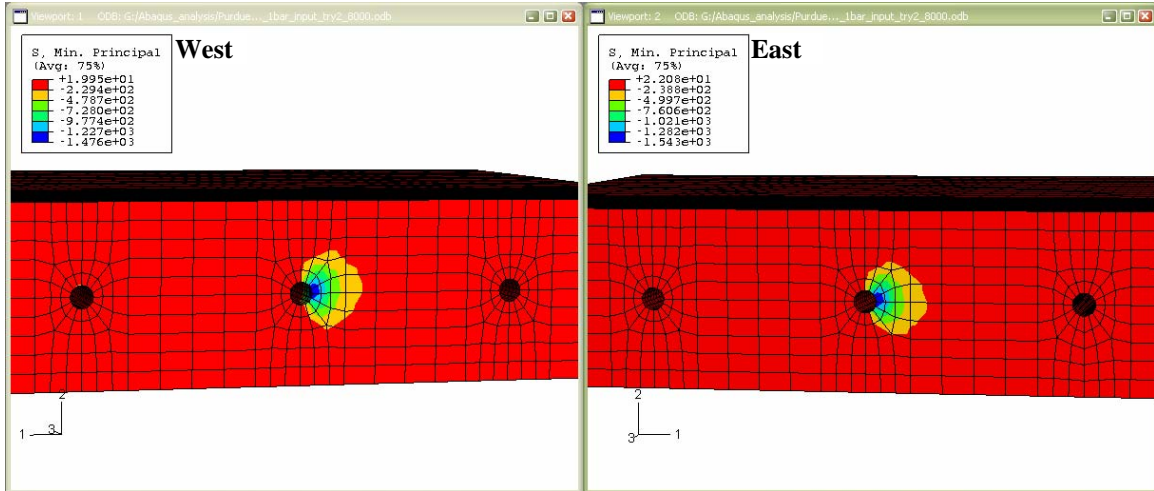 Viewport: 1 ODB: G:/Abaqus_analysis/Purdue..._1bar_input_try2_8000.odb
West
S, Min. Principal
(Avg: 75%)
+1.995e+01
-2.294e+02
-4.787e+02
-7.280e+02
-9.774e+02
-1.227e+03
-1.476e+03
2
1
3
Viewport: 2 ODB: G:/Abaqus_analysis/Purdue..._1bar_input_try2_8000.odb
East
S, Min. Principal
(Avg: 75%)
+2.208e+01
-2.388e+02
-4.997e+02
-7.606e+02
-1.021e+03
-1.282e+03
-1.543e+03
2
3
1